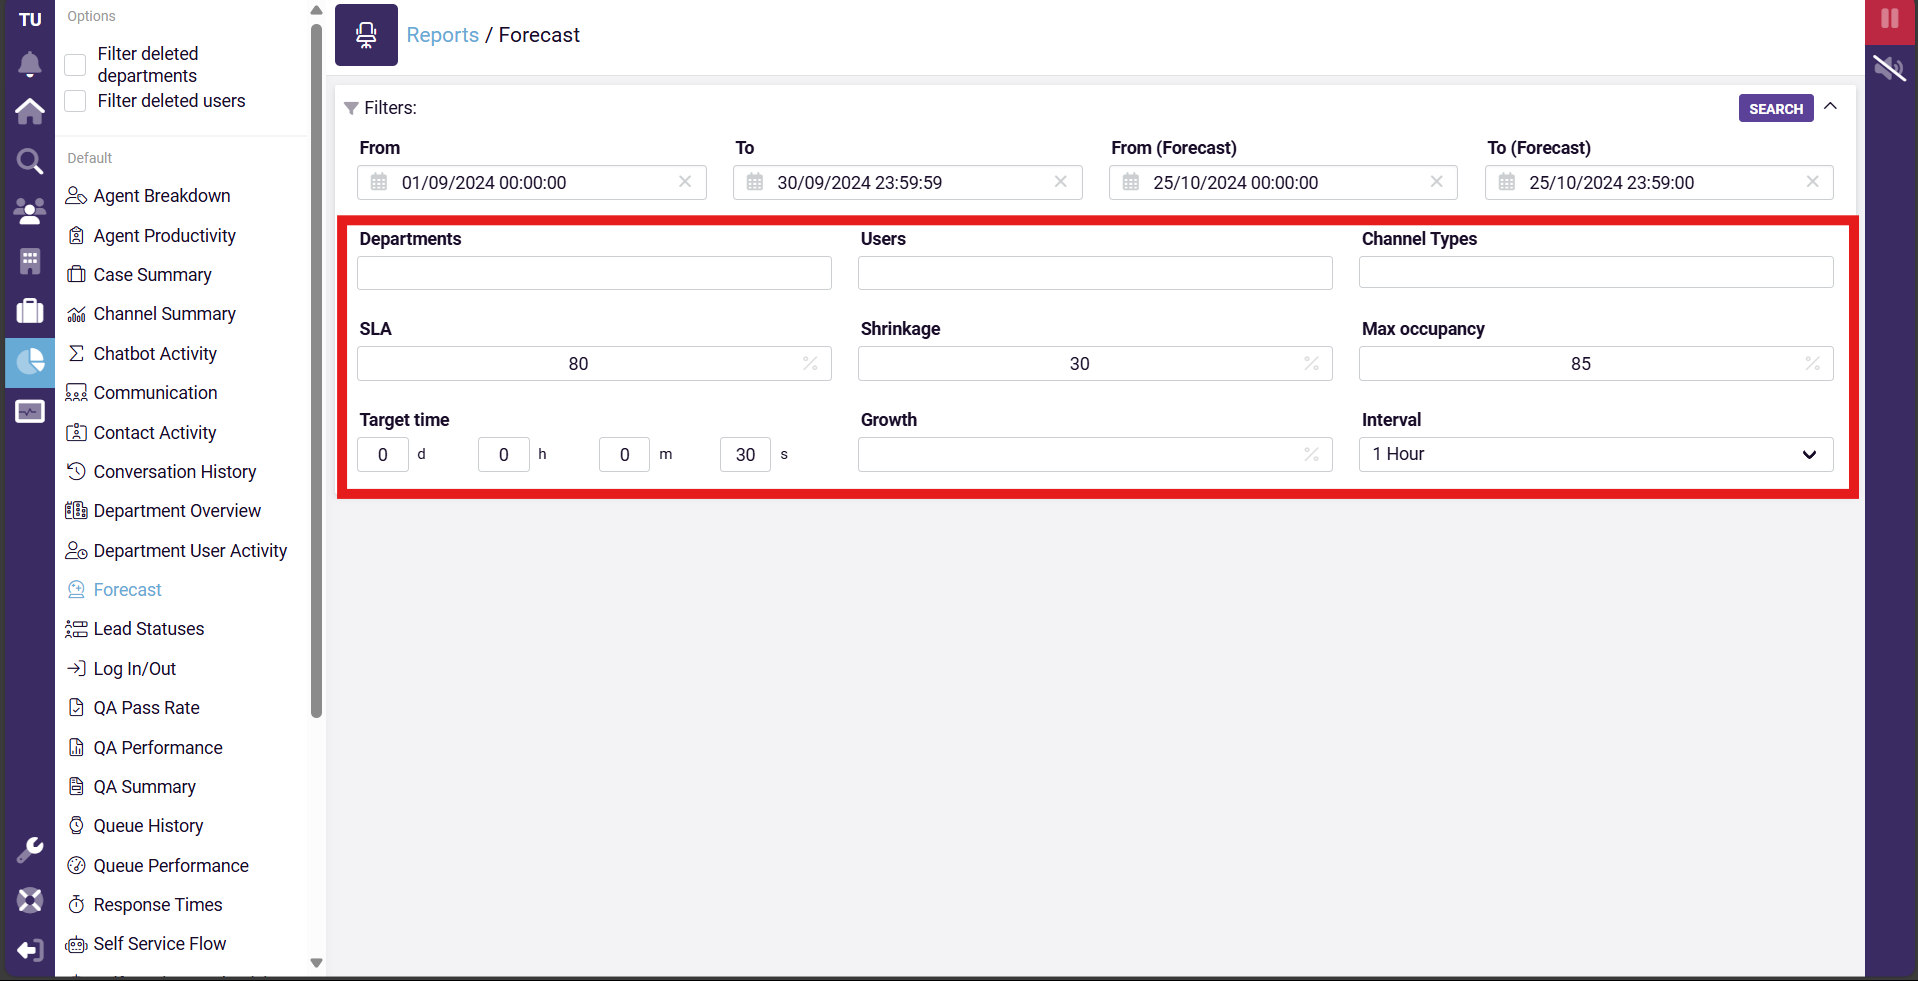 TU
Options
Filter deleted
departments
Filter deleted users
Default
Agent Breakdown
Agent Productivity
Case Summary
Channel Summary
Chatbot Activity
Communication
Contact Activity
Conversation History
Department Overview
Department User Activity
Forecast
Lead Statuses
Log In/Out
QA Pass Rate
QA Performance
QA Summary
Queue History
Queue Performance
Response Times
Self Service Flow
Reports / Forecast
Filters:
SEARCH
From To From (Forecast) To (Forecast)
01/09/2024 00:00:00 30/09/2024 23:59:59 25/10/2024 00:00:00 25/10/2024 23:59:00
Departments Users Channel Types
SLA Shrinkage Max occupancy
80 % 30 % 85 %
Target time Growth Interval
0 d 0 h 0 m 30 s % 1 Hour